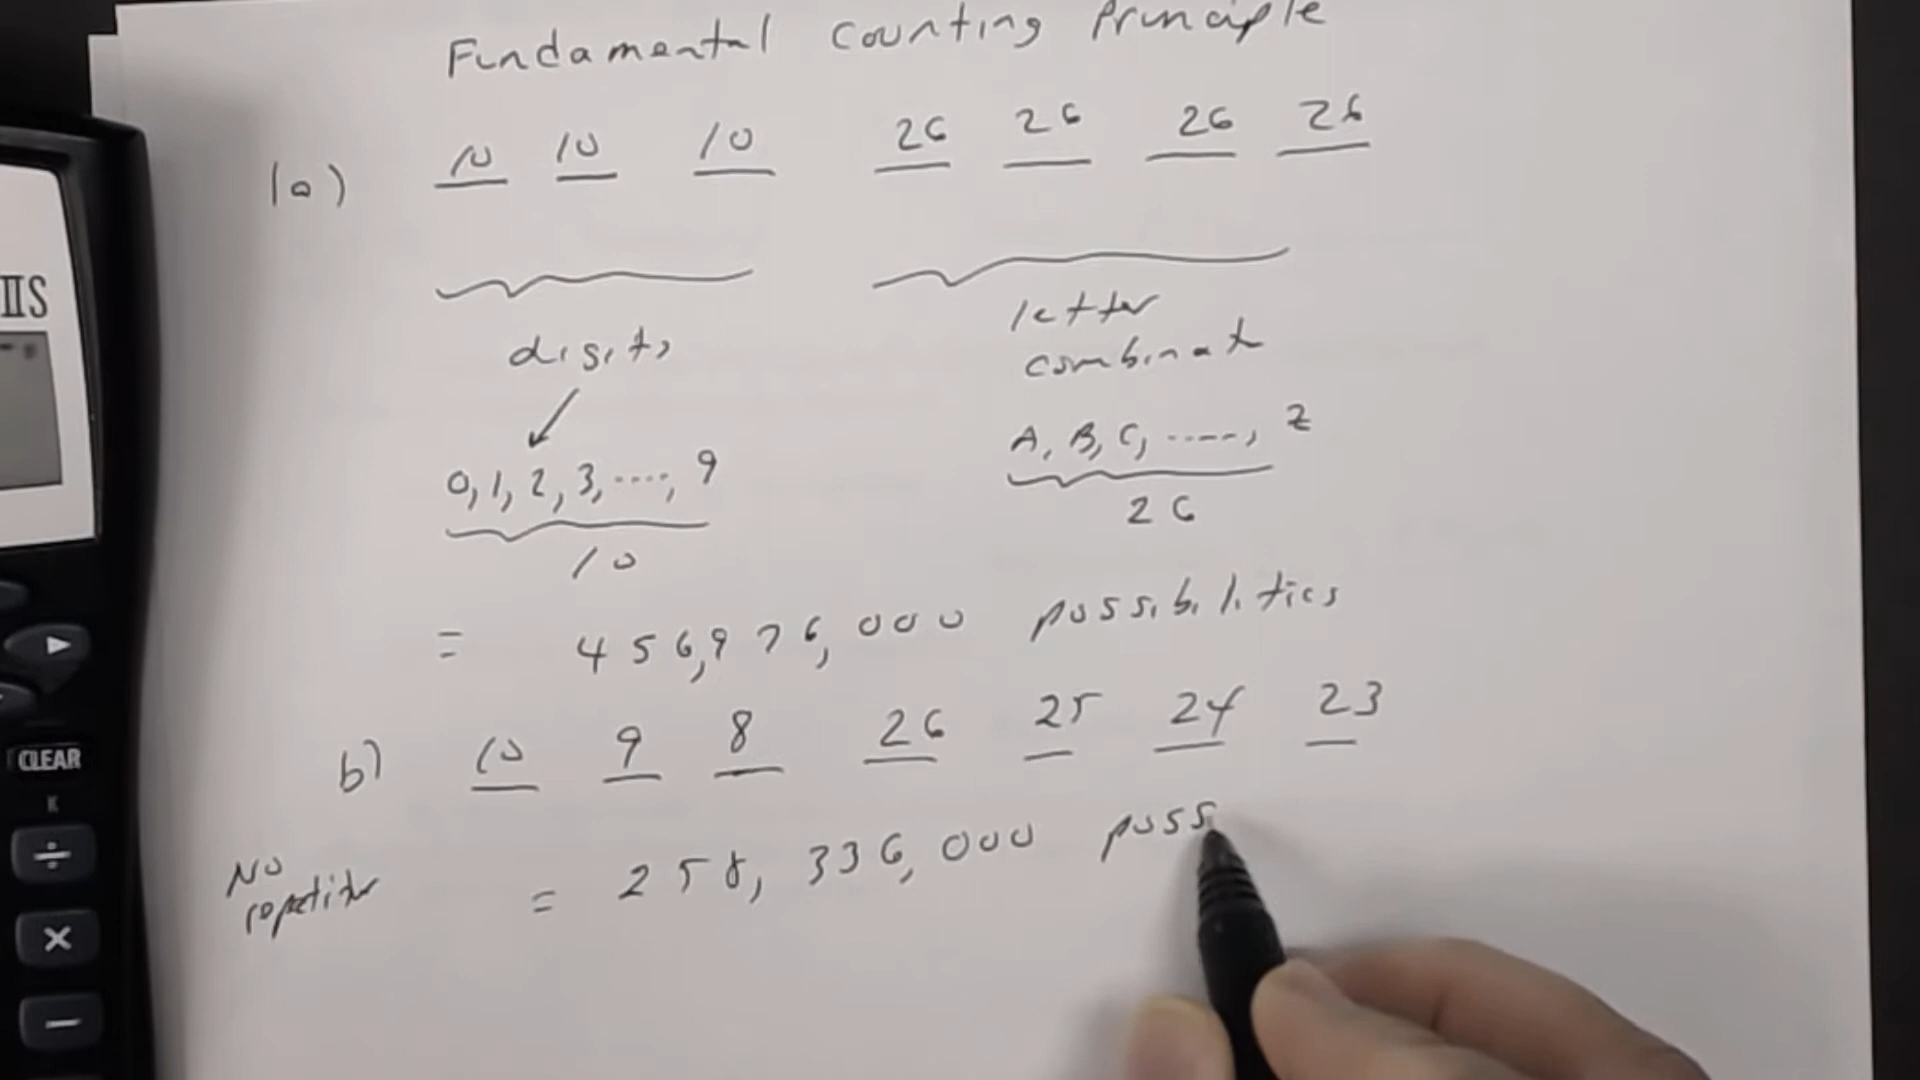 Fundamental Counting Principle
1a) 10 10 10 26 26 26 26
digits
letter
combinat
0, 1, 2, 3, ...., 9
A, B, C, ....., Z
10
26
= 456,976,000 possibilities
b) 10 9 8 26 25 24 23
No
repetition
= 258,336,000 poss
IIS
CLEAR
K
÷
×
−